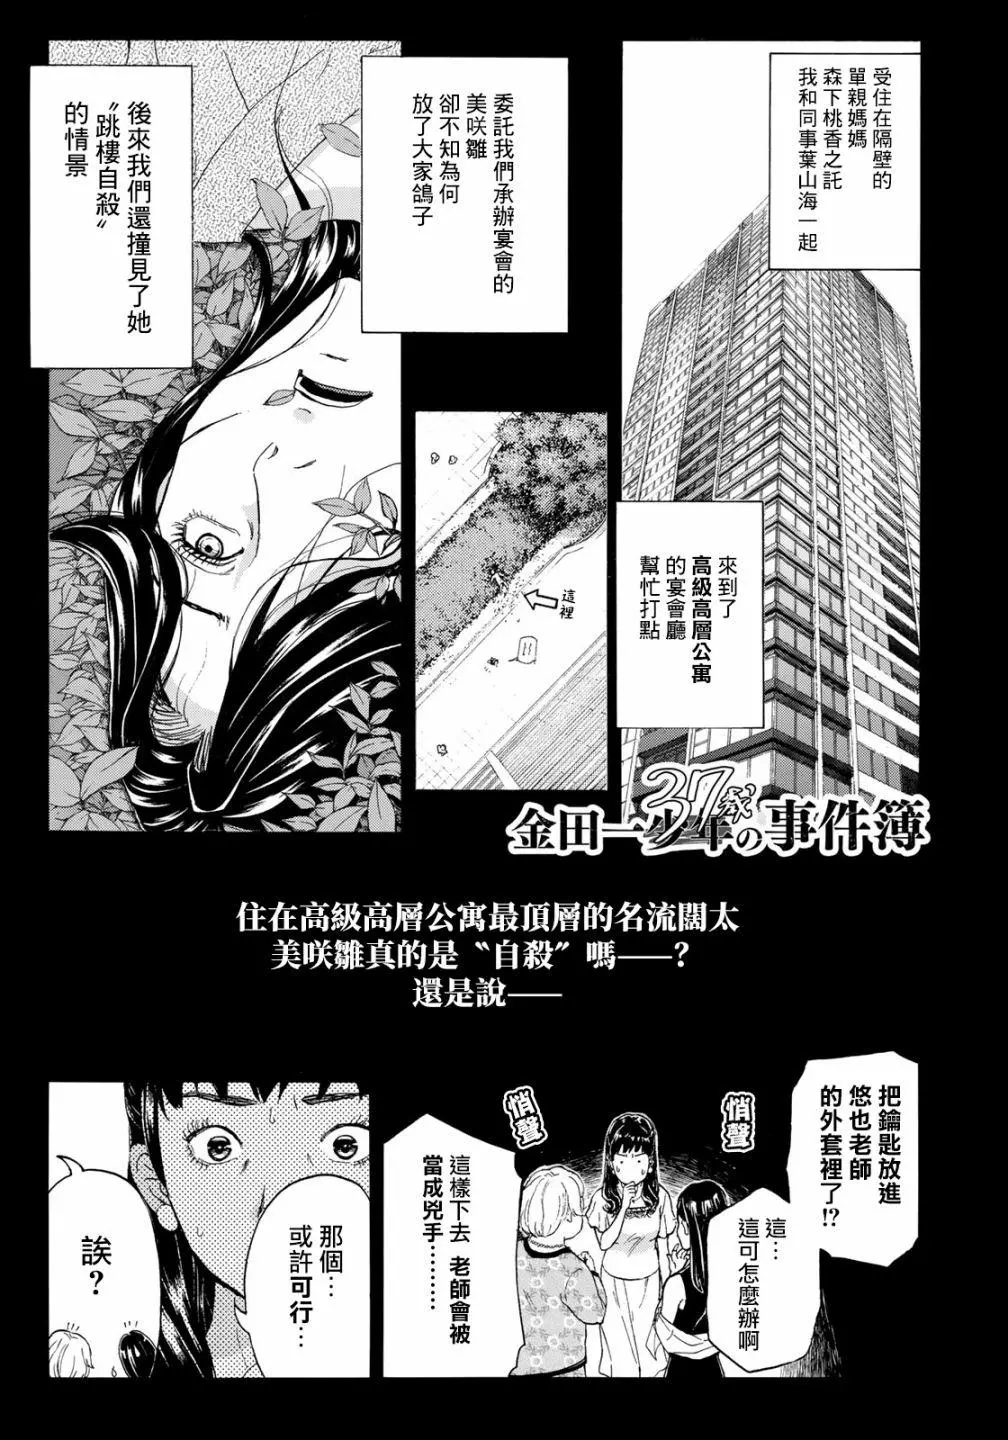 受住在隔壁的
單親媽媽
森下桃香之託
我和同事葉山海一起
來到了
高級高層公寓
的宴會廳
幫忙打點
委託我們承辦宴會的
美咲雛
卻不知為何
放了大家鴿子
這裡
後來我們還撞見了她
〝跳樓自殺〞
的情景
金田一少年の事件簿
37歲
住在高級高層公寓最頂層的名流闊太
美咲雛真的是〝自殺〞嗎——？
還是說——
把鑰匙放進
悠也老師
的外套裡了!?
這…
這可怎麼辦啊
悄聲
悄聲
這樣下去 老師會被
當成兇手………
那個…
或許可行…
誒？